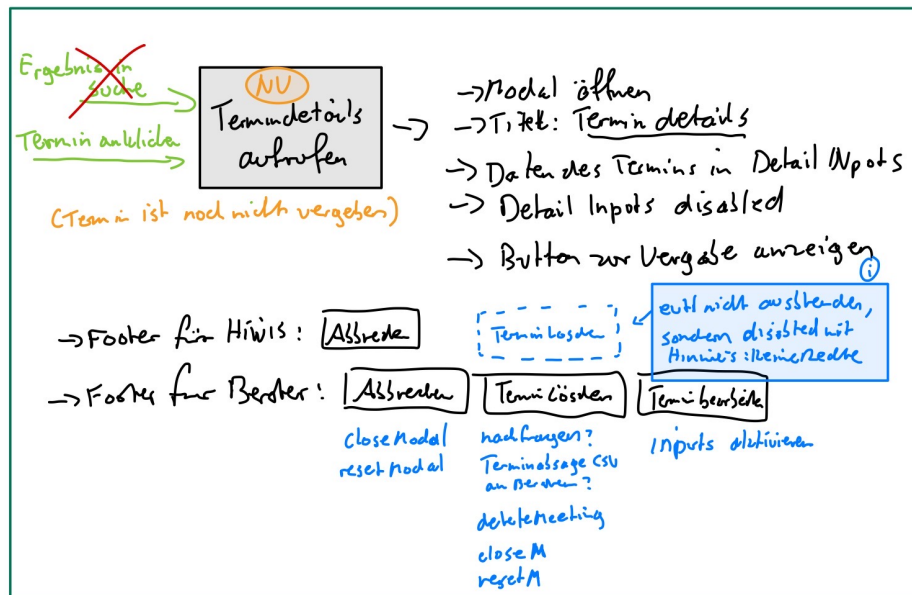 Ergebnis in
Suche
Termin anklicken
NV
Termindetails
aufrufen
(Termin ist noch nicht vergeben)
-> Modal öffnen
-> Titel: Termin details
-> Daten des Termins in Detail INputs
-> Detail Inputs disabled
-> Button zur Vergabe anzeigen
i
evtl nicht ausblenden,
sondern disabled mit
Hinweis: keine Rechte
-> Footer für Hiwis: Abbrechen
Termin löschen
-> Footer für Berater: Abbrechen Termin löschen Termin bearbeiten
close Modal
reset Modal
nachfragen?
Terminabsage CSV
an Berater?
deleteMeeting
close M
reset M
inputs aktivieren